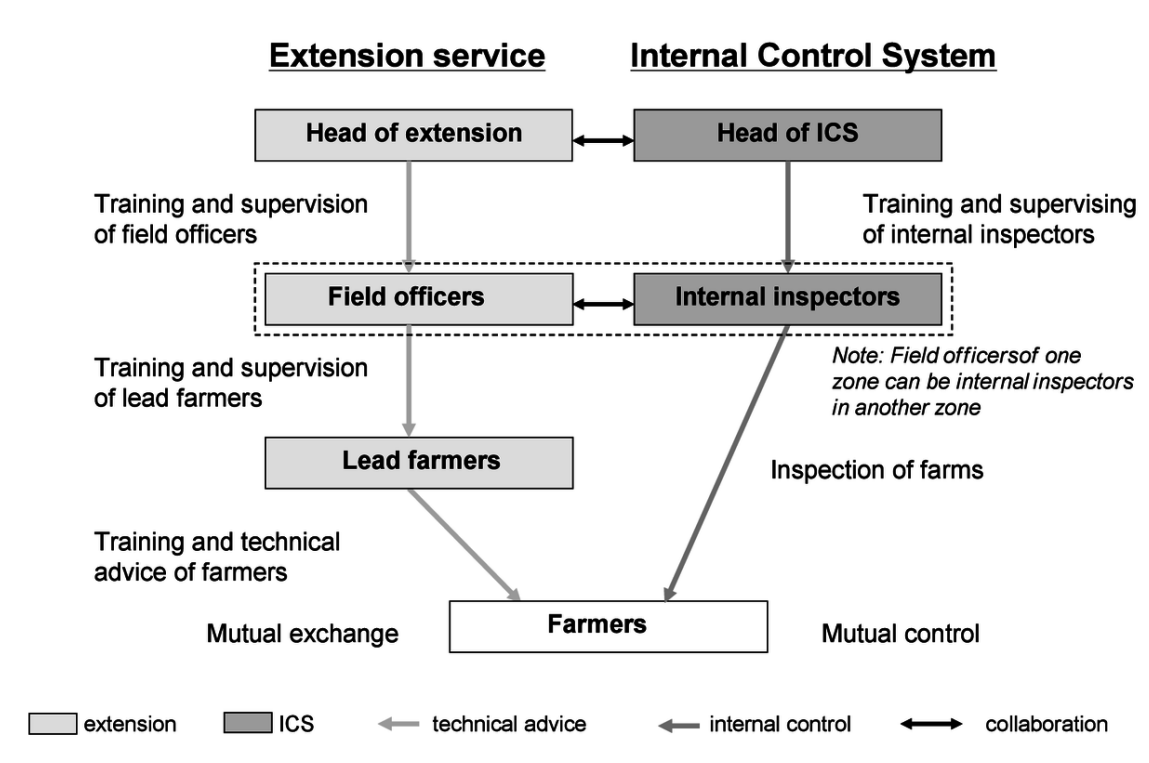 Extension service
Internal Control System
Head of extension
Head of ICS
Training and supervision
of field officers
Training and supervising
of internal inspectors
Field officers
Internal inspectors
Training and supervision
of lead farmers
Note: Field officersof one
zone can be internal inspectors
in another zone
Lead farmers
Inspection of farms
Training and technical
advice of farmers
Farmers
Mutual exchange
Mutual control
extension
ICS
technical advice
internal control
collaboration